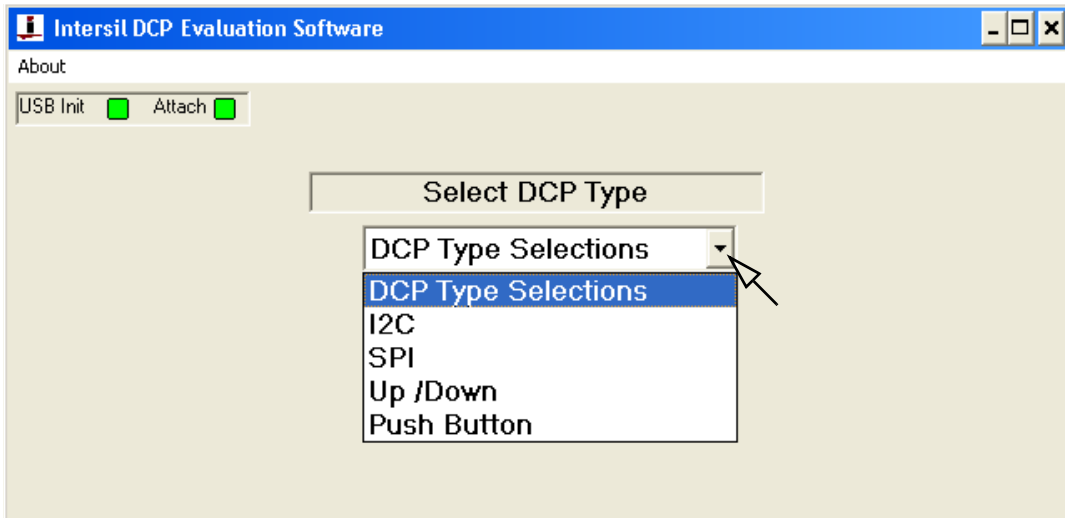 Intersil DCP Evaluation Software
About
USB Init Attach
Select DCP Type
DCP Type Selections
DCP Type Selections
I2C
SPI
Up /Down
Push Button